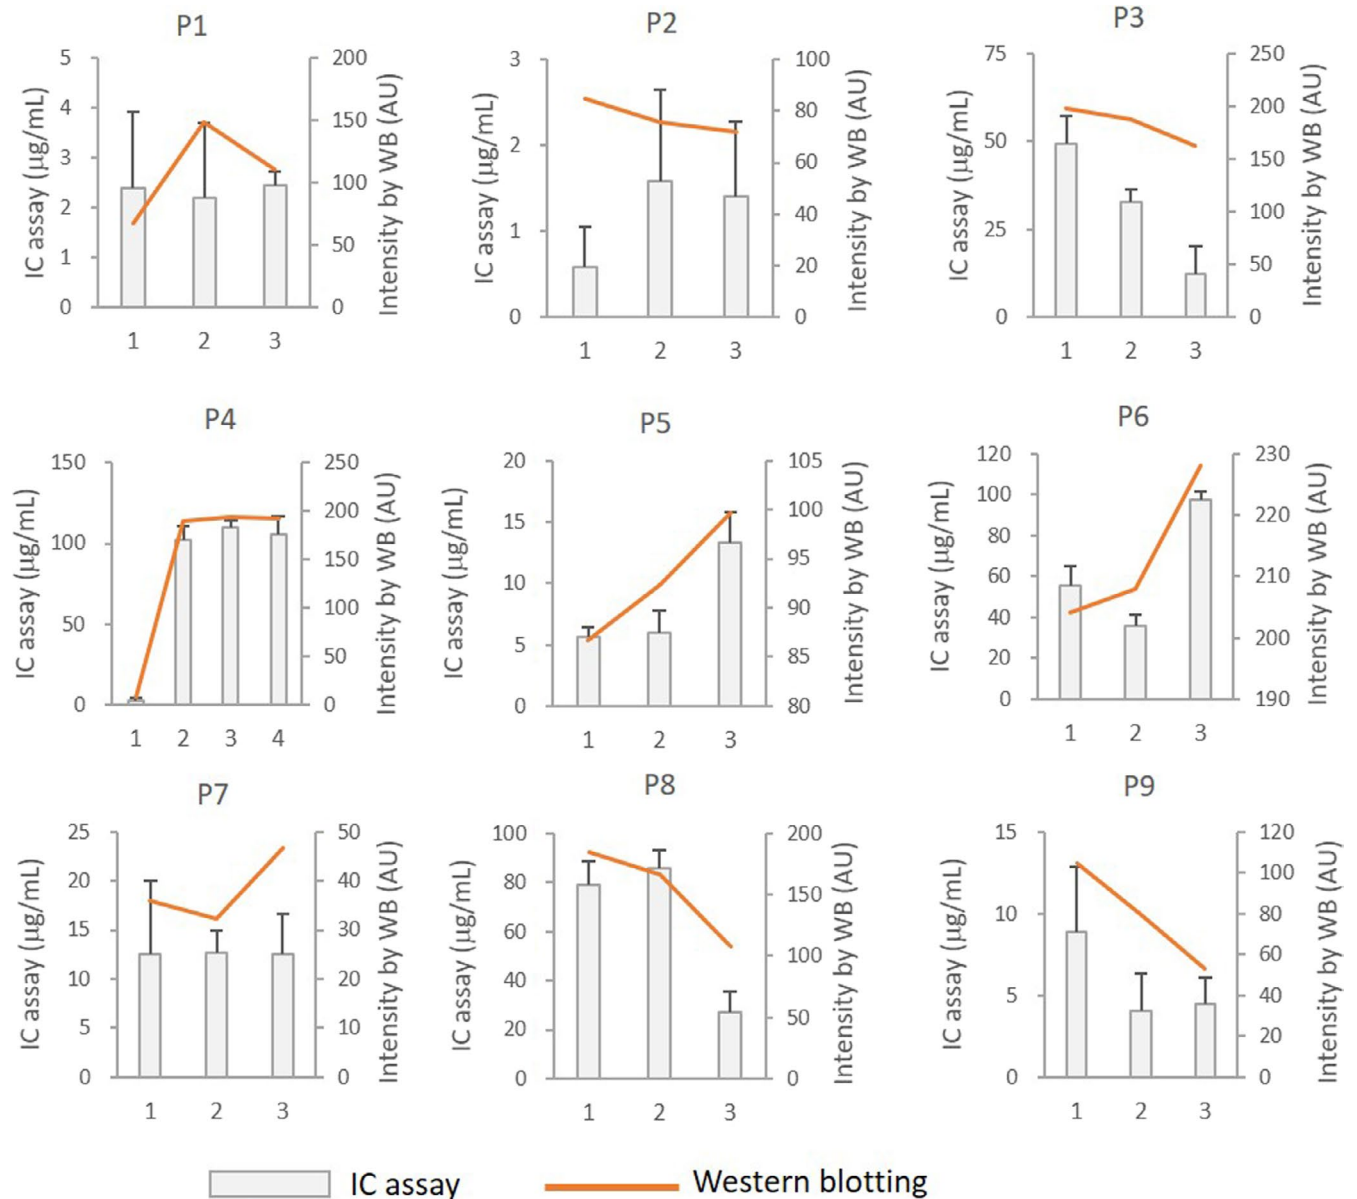 P1
IC assay (µg/mL)
5
4
3
2
1
0
200
150
100
50
0
Intensity by WB (AU)
1 2 3
P2
IC assay (µg/mL)
3
2
1
0
100
80
60
40
20
0
Intensity by WB (AU)
1 2 3
P3
IC assay (µg/mL)
75
50
25
0
250
200
150
100
50
0
Intensity by WB (AU)
1 2 3
P4
IC assay (µg/mL)
150
100
50
0
250
200
150
100
50
0
Intensity by WB (AU)
1 2 3 4
P5
IC assay (µg/mL)
20
15
10
5
0
105
100
95
90
85
80
Intensity by WB (AU)
1 2 3
P6
IC assay (µg/mL)
120
100
80
60
40
20
0
230
220
210
200
190
Intensity by WB (AU)
1 2 3
P7
IC assay (µg/mL)
25
20
15
10
5
0
50
40
30
20
10
0
Intensity by WB (AU)
1 2 3
P8
IC assay (µg/mL)
100
80
60
40
20
0
200
150
100
50
0
Intensity by WB (AU)
1 2 3
P9
IC assay (µg/mL)
15
10
5
0
120
100
80
60
40
20
0
Intensity by WB (AU)
1 2 3
IC assay
Western blotting